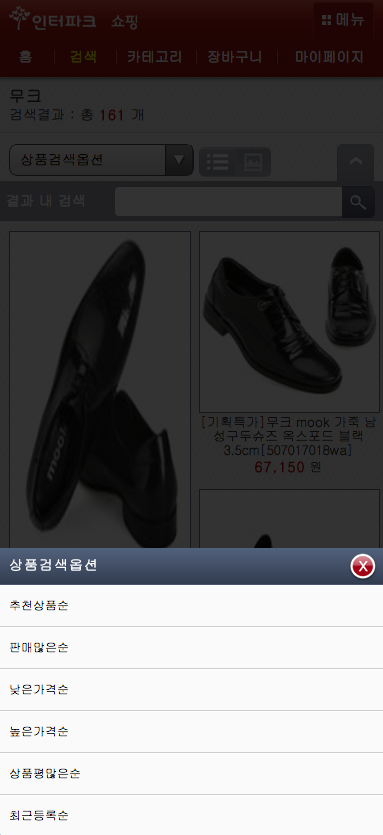 인터파크 쇼핑
메뉴
홈 검색 카테고리 장바구니 마이페이지
무크
검색결과 : 총 161 개
상품검색옵션
결과 내 검색
mook
[기획특가]무크 mook 가죽 남
성구두슈즈 옥스포드 블랙
3.5cm[507017018wa]
67,150 원
상품검색옵션
X
추천상품순
판매많은순
낮은가격순
높은가격순
상품평많은순
최근등록순